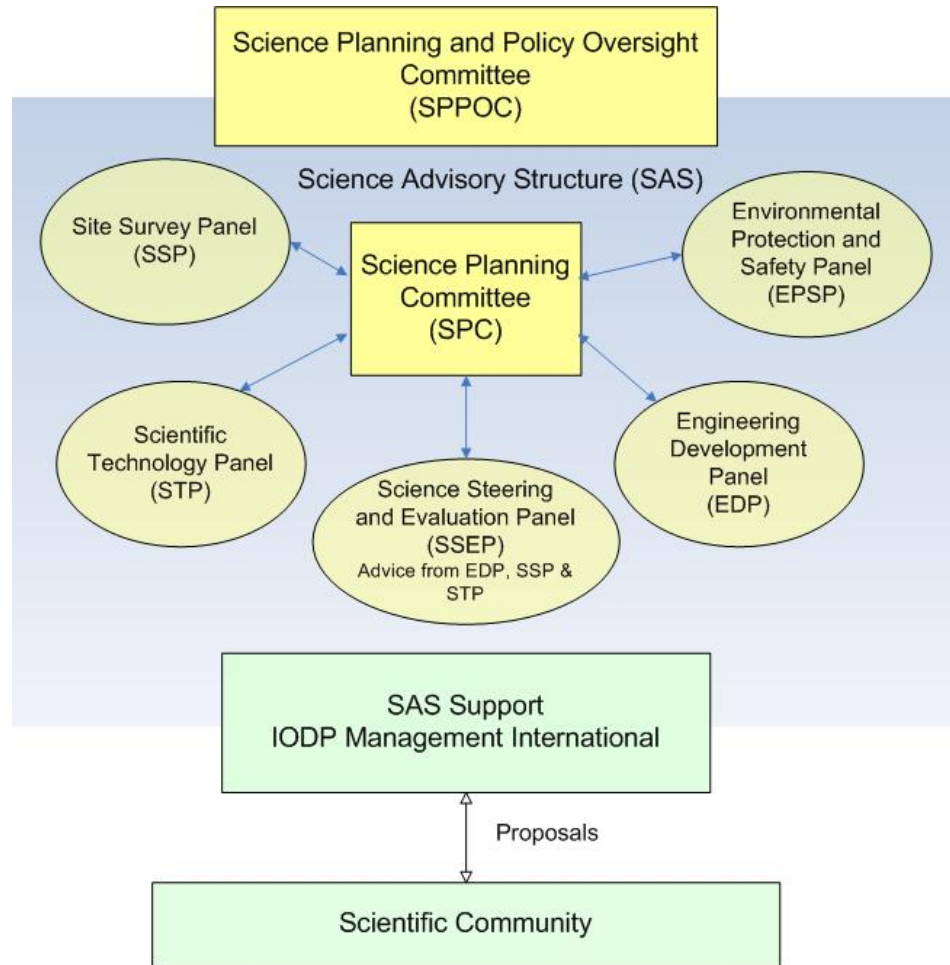 Science Planning and Policy Oversight
Committee
(SPPOC)
Science Advisory Structure (SAS)
Site Survey Panel
(SSP)
Science Planning
Committee
(SPC)
Environmental
Protection and
Safety Panel
(EPSP)
Scientific
Technology Panel
(STP)
Science Steering
and Evaluation Panel
(SSEP)
Advice from EDP, SSP &
STP
Engineering
Development
Panel
(EDP)
SAS Support
IODP Management International
Proposals
Scientific Community